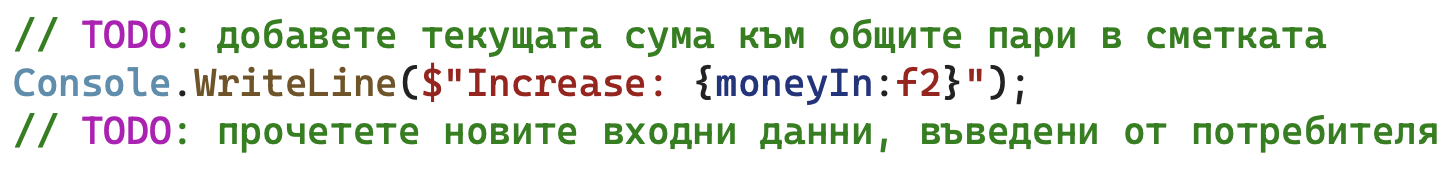 // TODO: добавете текущата сума към общите пари в сметката
Console.WriteLine($"Increase: {moneyIn:f2}");
// TODO: прочетете новите входни данни, въведени от потребителя